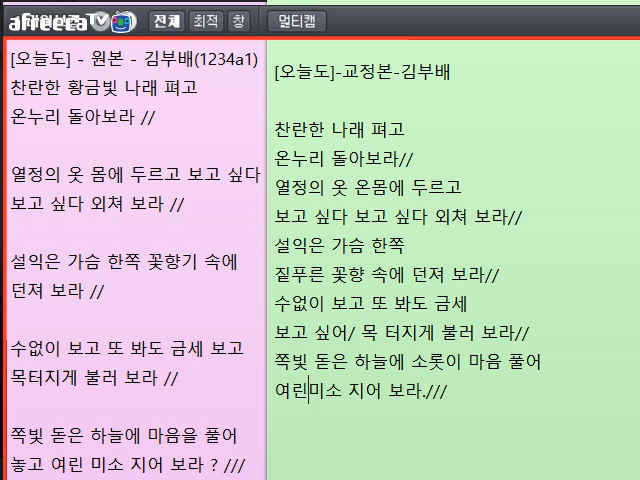 afreeca TV
전체 최적 창 멀티캠
[오늘도] - 원본 - 김부배(1234a1)
찬란한 황금빛 나래 펴고
온누리 돌아보라 //
열정의 옷 몸에 두르고 보고 싶다
보고 싶다 외쳐 보라 //
설익은 가슴 한쪽 꽃향기 속에
던져 보라 //
수없이 보고 또 봐도 금세 보고
목터지게 불러 보라 //
쪽빛 돋은 하늘에 마음을 풀어
놓고 여린 미소 지어 보라 ? ///
[오늘도]-교정본-김부배
찬란한 나래 펴고
온누리 돌아보라//
열정의 옷 온몸에 두르고
보고 싶다 보고 싶다 외쳐 보라//
설익은 가슴 한쪽
짙푸른 꽃향 속에 던져 보라//
수없이 보고 또 봐도 금세
보고 싶어/ 목 터지게 불러 보라//
쪽빛 돋은 하늘에 소롯이 마음 풀어
여린미소 지어 보라.///